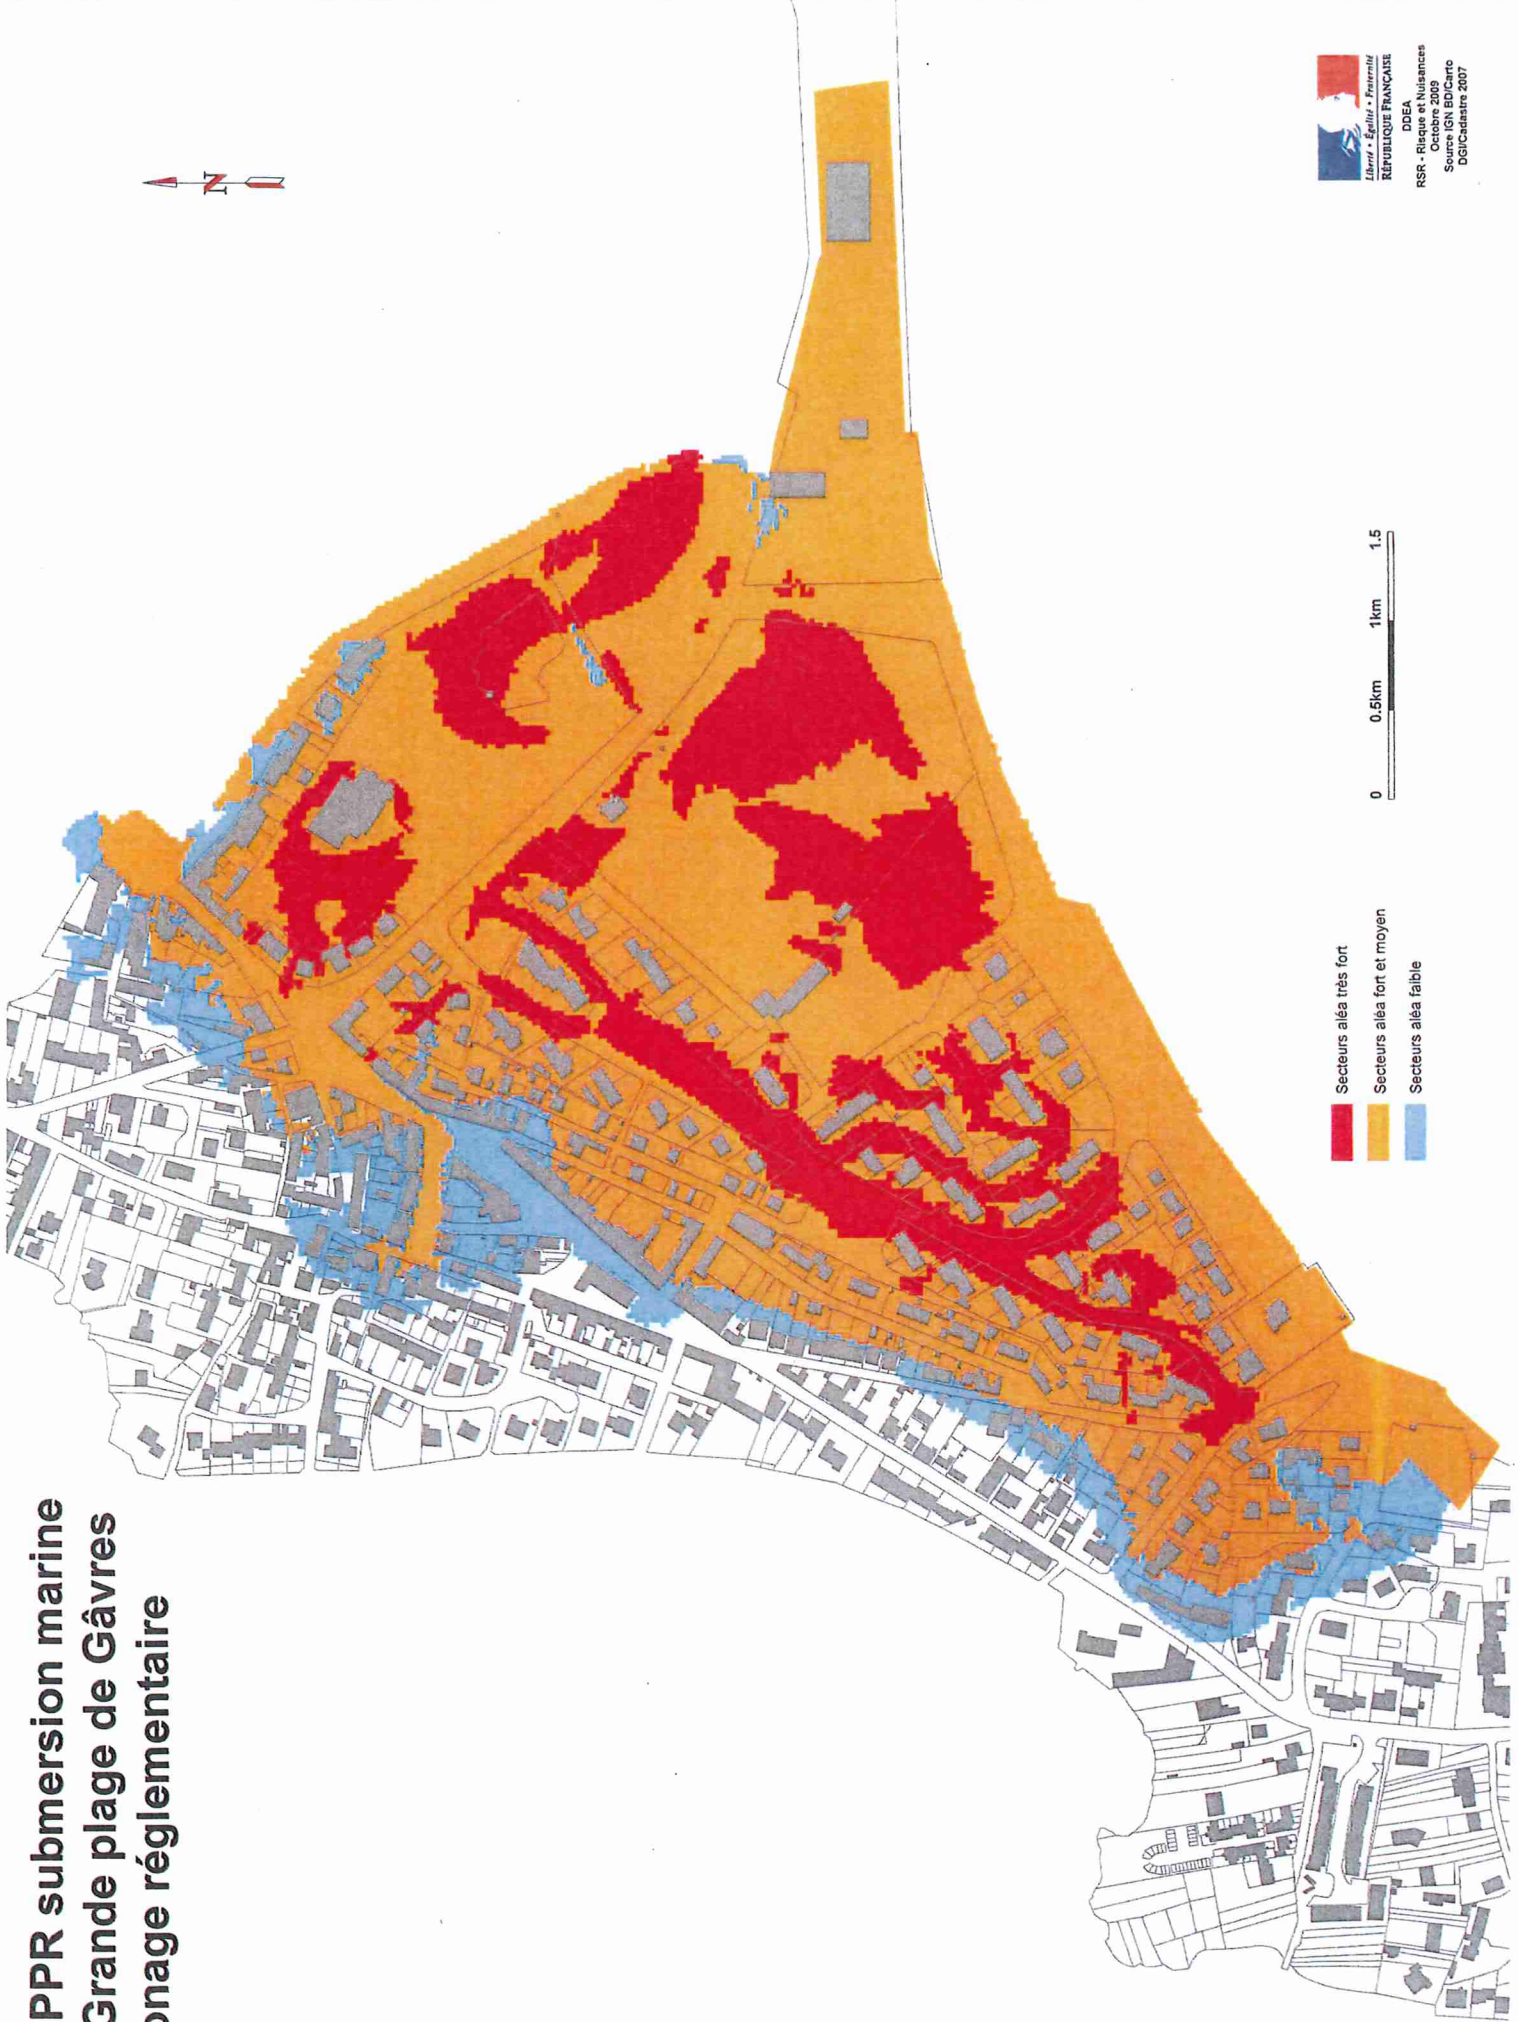 PPR submersion marine
Grande plage de Gâvres
onage réglementaire
N
Secteurs aléa très fort
Secteurs aléa fort et moyen
Secteurs aléa faible
0 0.5km 1km 1.5
Liberté • Égalité • Fraternité
RÉPUBLIQUE FRANÇAISE
DDEA
RSR - Risque et Nuisances
Octobre 2009
Source IGN BD/Carto
DGI/Cadastre 2007